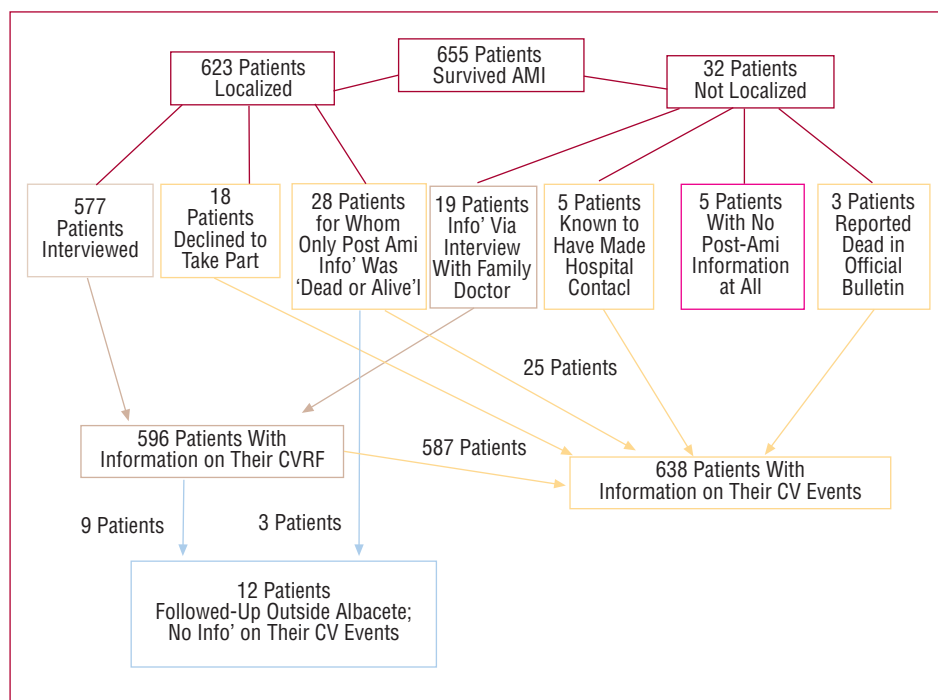 655 Patients
Survived AMI
623 Patients
Localized
32 Patients
Not Localized
577
Patients
Interviewed
18
Patients
Declined to
Take Part
28 Patients
for Whom
Only Post Ami
Info' Was
'Dead or Alive'l
19 Patients
Info' Via
Interview
With Family
Doctor
5 Patients
Known to
Have Made
Hospital
Contacl
5 Patients
With No
Post-Ami
Information
at All
3 Patients
Reported
Dead in
Official
Bulletin
25 Patients
596 Patients With
Information on Their CVRF
587 Patients
638 Patients With
Information on Their CV Events
9 Patients
3 Patients
12 Patients
Followed-Up Outside Albacete;
No Info' on Their CV Events